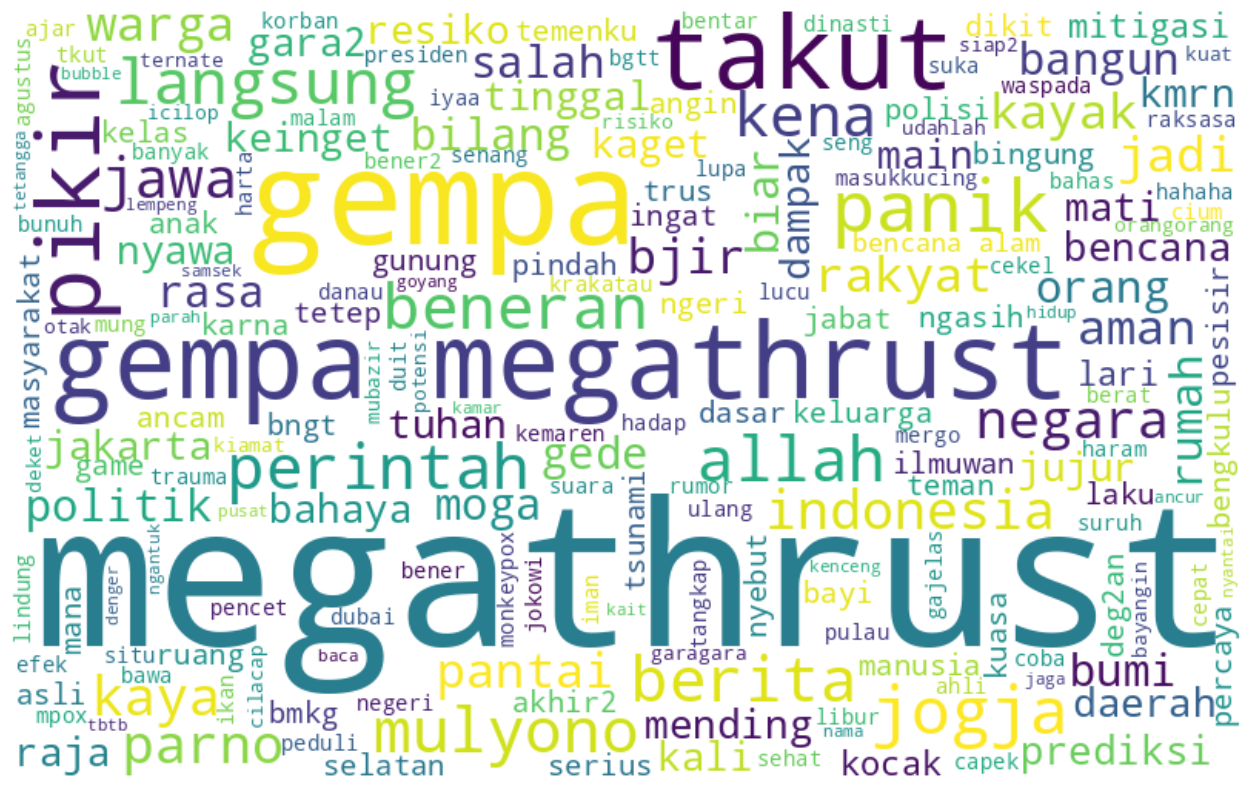 ajar warga korban resiko temenku takut bentar dinasti dikit mitigasi
tkut ternate gara2 presiden salah bgtt siap2 suka bangun kuat
bubble langsung iyaa tinggal angin kena waspada polisi kayak kmrn
agustus pikir icilop malam bilang risiko kaget udahlah raksasa
kelas keinget banyak bener2 senang seng main bingung jadi
tetangga jawa harta gempa lupa trus biar dampak masukkucing bahas hahaha
lempeng ingat panik mati cium
bunuh anak nyawa bjir bencana alam orangorang bencana
samsek gunung goyang pindah krakatau rakyat cekel
masyarakat rasa danau lucu orang pesisir
otak mung parah karna tetep beneran ngeri jabat ngasih hidup aman
gempa megathrust
mubazir duit potensi lari
ancam bngt tuhan kamar kemaren hadap dasar keluarga negara berat rumah
deket jakarta kiamat mergo haram bengkulu
game trauma perintah gede allah ilmuwan jujur
suara rumor teman laku ancur
politik pusat bahaya moga tsunami ulang indonesia suruh
megathrust
lindung mana denger ngantuk bener monkeypox jokowi iman kait tangkap nyebut kenceng bayi gajelas kuasa deg2an bayangin cepat nyantai
pencet dubai pulau percaya
efek situ ruang baca garagara manusia coba
asli bawa kaya ikan cilacap pantai berita ahli jaga bumi
mpox tbtb bmkg negeri akhir2 libur jogja daerah
raja parno peduli mulyono mending nama
selatan serius kali sehat kocak capek prediksi